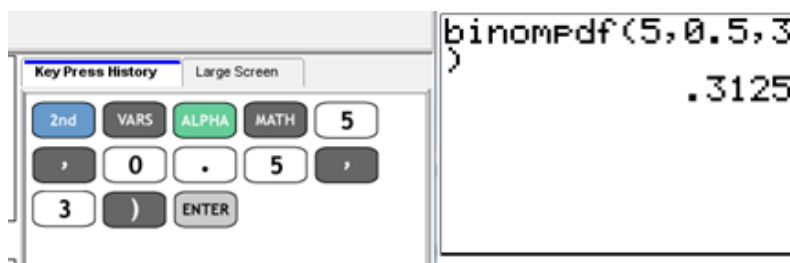 Key Press History Large Screen
2nd VARS ALPHA MATH 5
, 0 . 5 ,
3 ) ENTER
binompdf(5,0.5,3
)
.3125